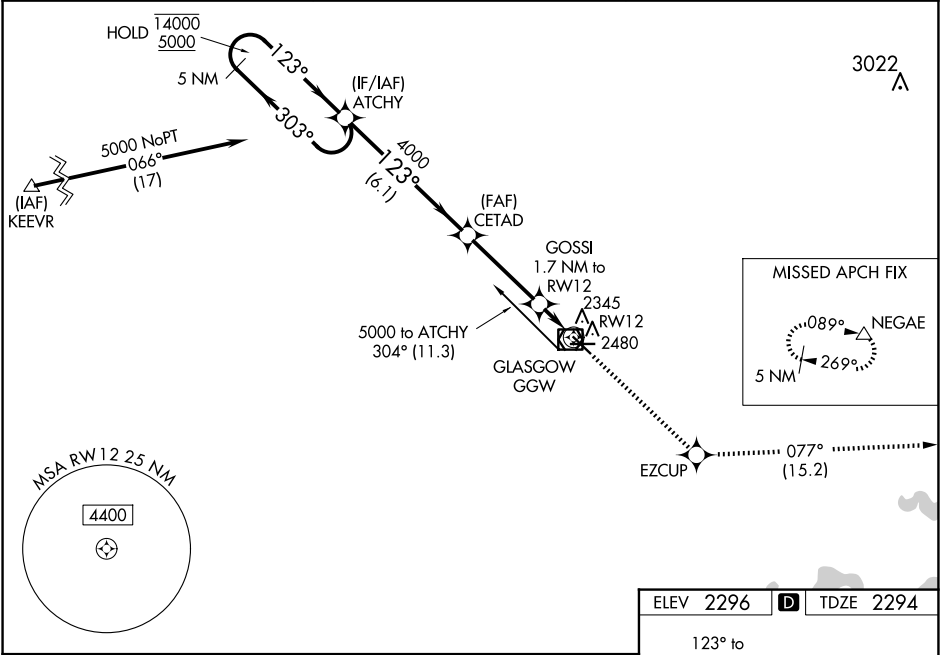 HOLD 14000
5000
5 NM
123°
303°
(IF/IAF)
ATCHY
3022
5000 NoPT
066°
(17)
(IAF)
KEEVR
4000
123°
(6.1)
(FAF)
CETAD
GOSSI
1.7 NM to
RW12
2345
RW12
2480
5000 to ATCHY
304° (11.3)
GLASGOW
GGW
MISSED APCH FIX
089°
NEGAE
269°
5 NM
EZCUP
077°
(15.2)
MSA RW12 25 NM
4400
ELEV 2296 D TDZE 2294
123° to